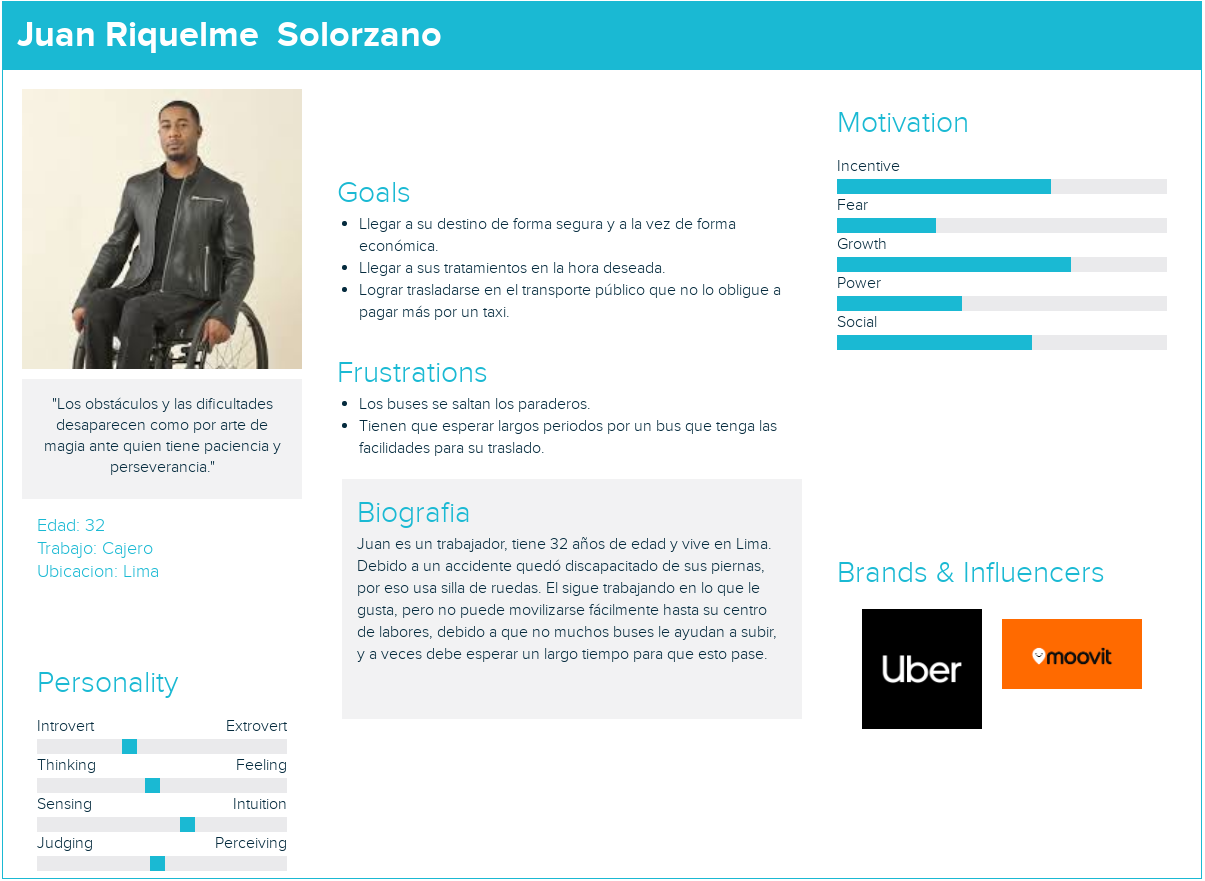 Juan Riquelme  Solorzano
"Los obstáculos y las dificultades
desaparecen como por arte de
magia ante quien tiene paciencia y
perseverancia."
Edad: 32
Trabajo: Cajero
Ubicacion: Lima
Personality
Introvert Extrovert
Thinking Feeling
Sensing Intuition
Judging Perceiving
Goals
• Llegar a su destino de forma segura y a la vez de forma
económica.
• Llegar a sus tratamientos en la hora deseada.
• Lograr trasladarse en el transporte público que no lo obligue a
pagar más por un taxi.
Frustrations
• Los buses se saltan los paraderos.
• Tienen que esperar largos periodos por un bus que tenga las
facilidades para su traslado.
Biografia
Juan es un trabajador, tiene 32 años de edad y vive en Lima.
Debido a un accidente quedó discapacitado de sus piernas,
por eso usa silla de ruedas. El sigue trabajando en lo que le
gusta, pero no puede movilizarse fácilmente hasta su centro
de labores, debido a que no muchos buses le ayudan a subir,
y a veces debe esperar un largo tiempo para que esto pase.
Motivation
Incentive
Fear
Growth
Power
Social
Brands & Influencers
Uber
moovit